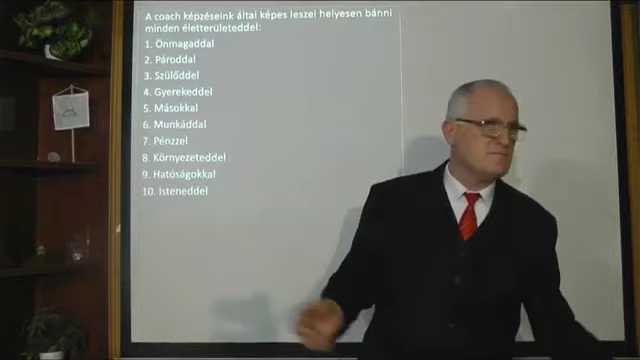 A coach képzéseink által képes leszel helyesen bánni
minden életterületeddel:
1. Önmagaddal
2. Pároddal
3. Szülőddel
4. Gyerekeddel
5. Másokkal
6. Munkáddal
7. Pénzzel
8. Környezeteddel
9. Hatóságokkal
10. Isteneddel